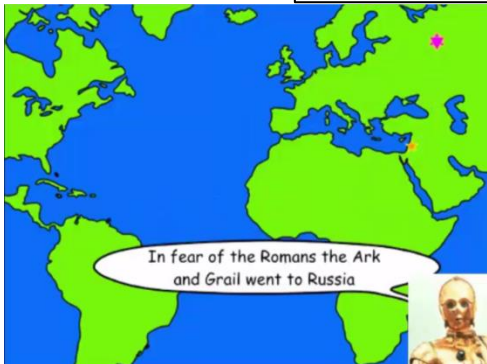 In fear of the Romans the Ark
and Grail went to Russia